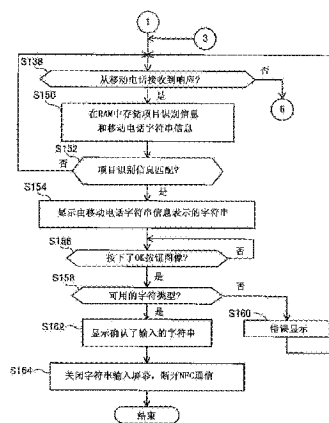 1
3
S138
从移动电话接收到响应?
否
是
6
S150
在RAM中存储项目识别信息
和移动电话字符串信息
S152
否
项目识别信息匹配?
是
S154
显示由移动电话字符串信息表示的字符串
S156
按下了OK按钮图像?
否
是
S158
可用的字符类型?
否
是
S162
S160
显示确认了输入的字符串
错误显示
S164
关闭字符串输入屏幕,断开NFC通信
结束